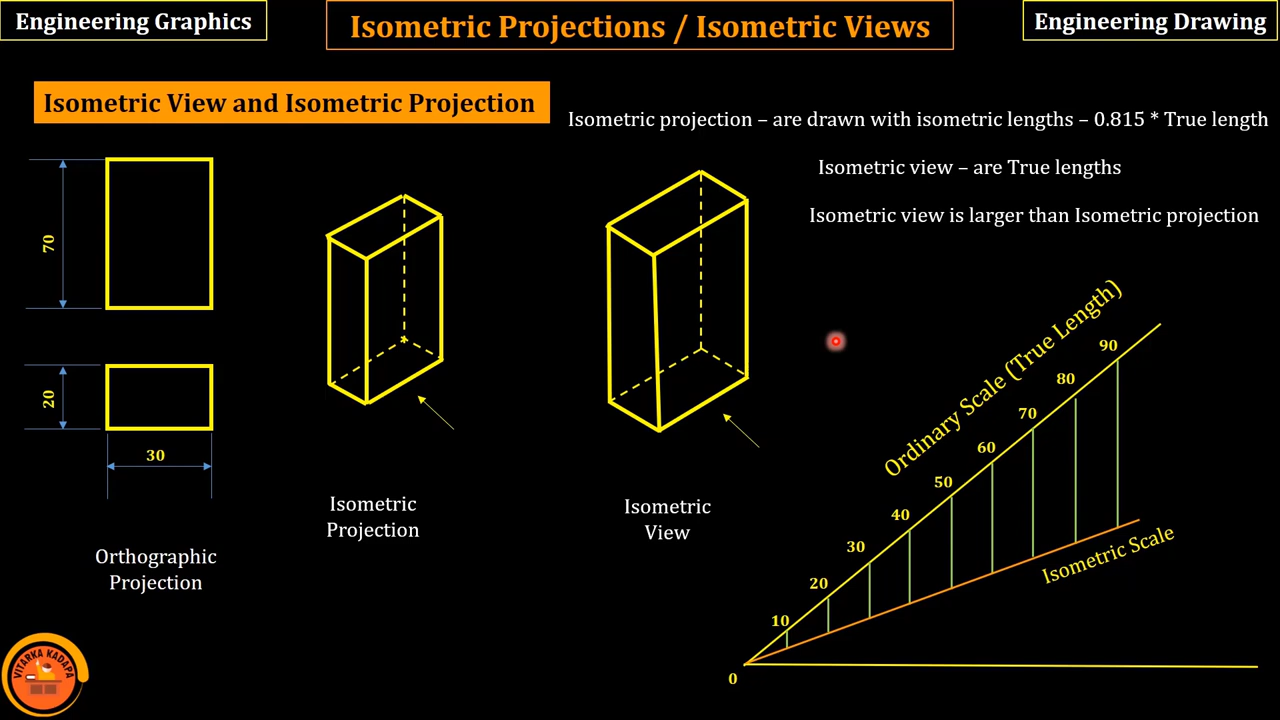 Engineering Graphics
Isometric Projections / Isometric Views
Engineering Drawing
Isometric View and Isometric Projection
Isometric projection – are drawn with isometric lengths – 0.815 * True length
Isometric view – are True lengths
Isometric view is larger than Isometric projection
70
20
30
Orthographic
Projection
Isometric
Projection
Isometric
View
Ordinary Scale (True Length)
90
80
70
60
50
40
30
20
10
0
Isometric Scale
VITARKA KADAPA